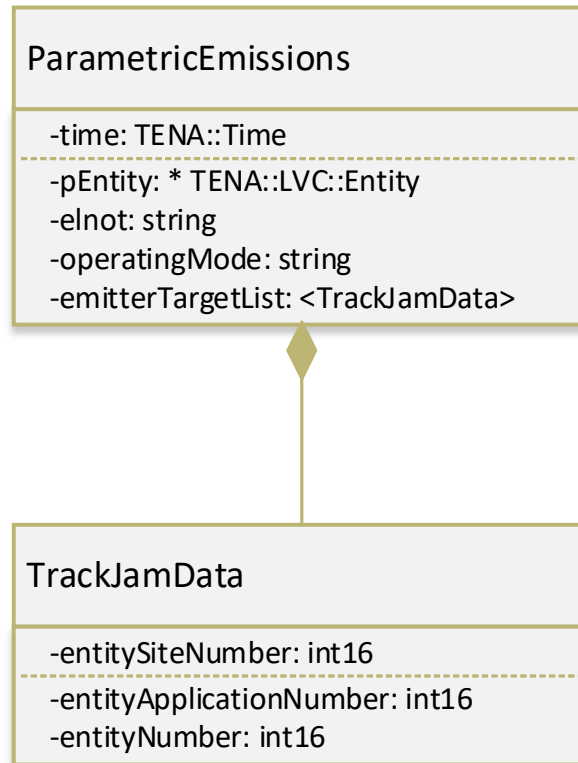 ParametricEmissions
-time: TENA::Time
-pEntity: * TENA::LVC::Entity
-elnot: string
-operatingMode: string
-emitterTargetList: <TrackJamData>
TrackJamData
-entitySiteNumber: int16
-entityApplicationNumber: int16
-entityNumber: int16